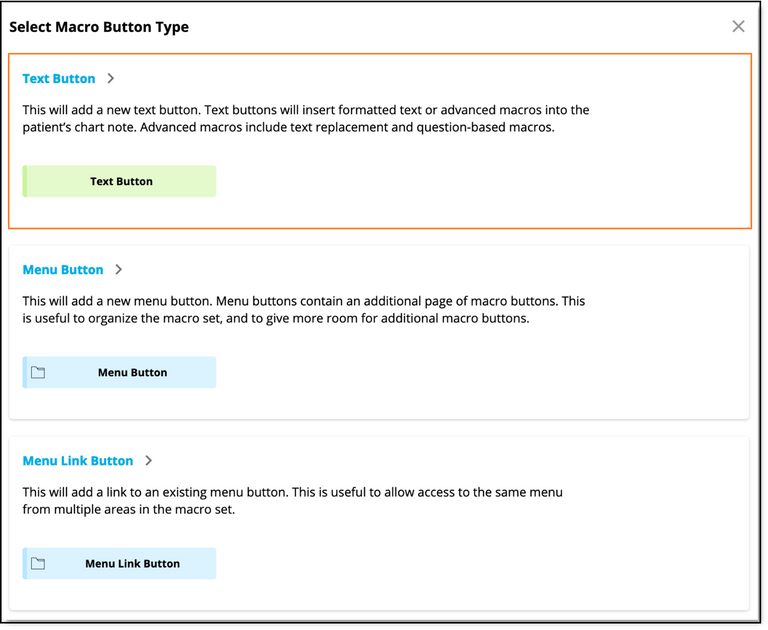 Select Macro Button Type
Text Button
This will add a new text button. Text buttons will insert formatted text or advanced macros into the
patient's chart note. Advanced macros include text replacement and question-based macros.
Text Button
Menu Button
This will add a new menu button. Menu buttons contain an additional page of macro buttons. This
is useful to organize the macro set, and to give more room for additional macro buttons.
Menu Button
Menu Link Button
This will add a link to an existing menu button. This is useful to allow access to the same menu
from multiple areas in the macro set.
Menu Link Button